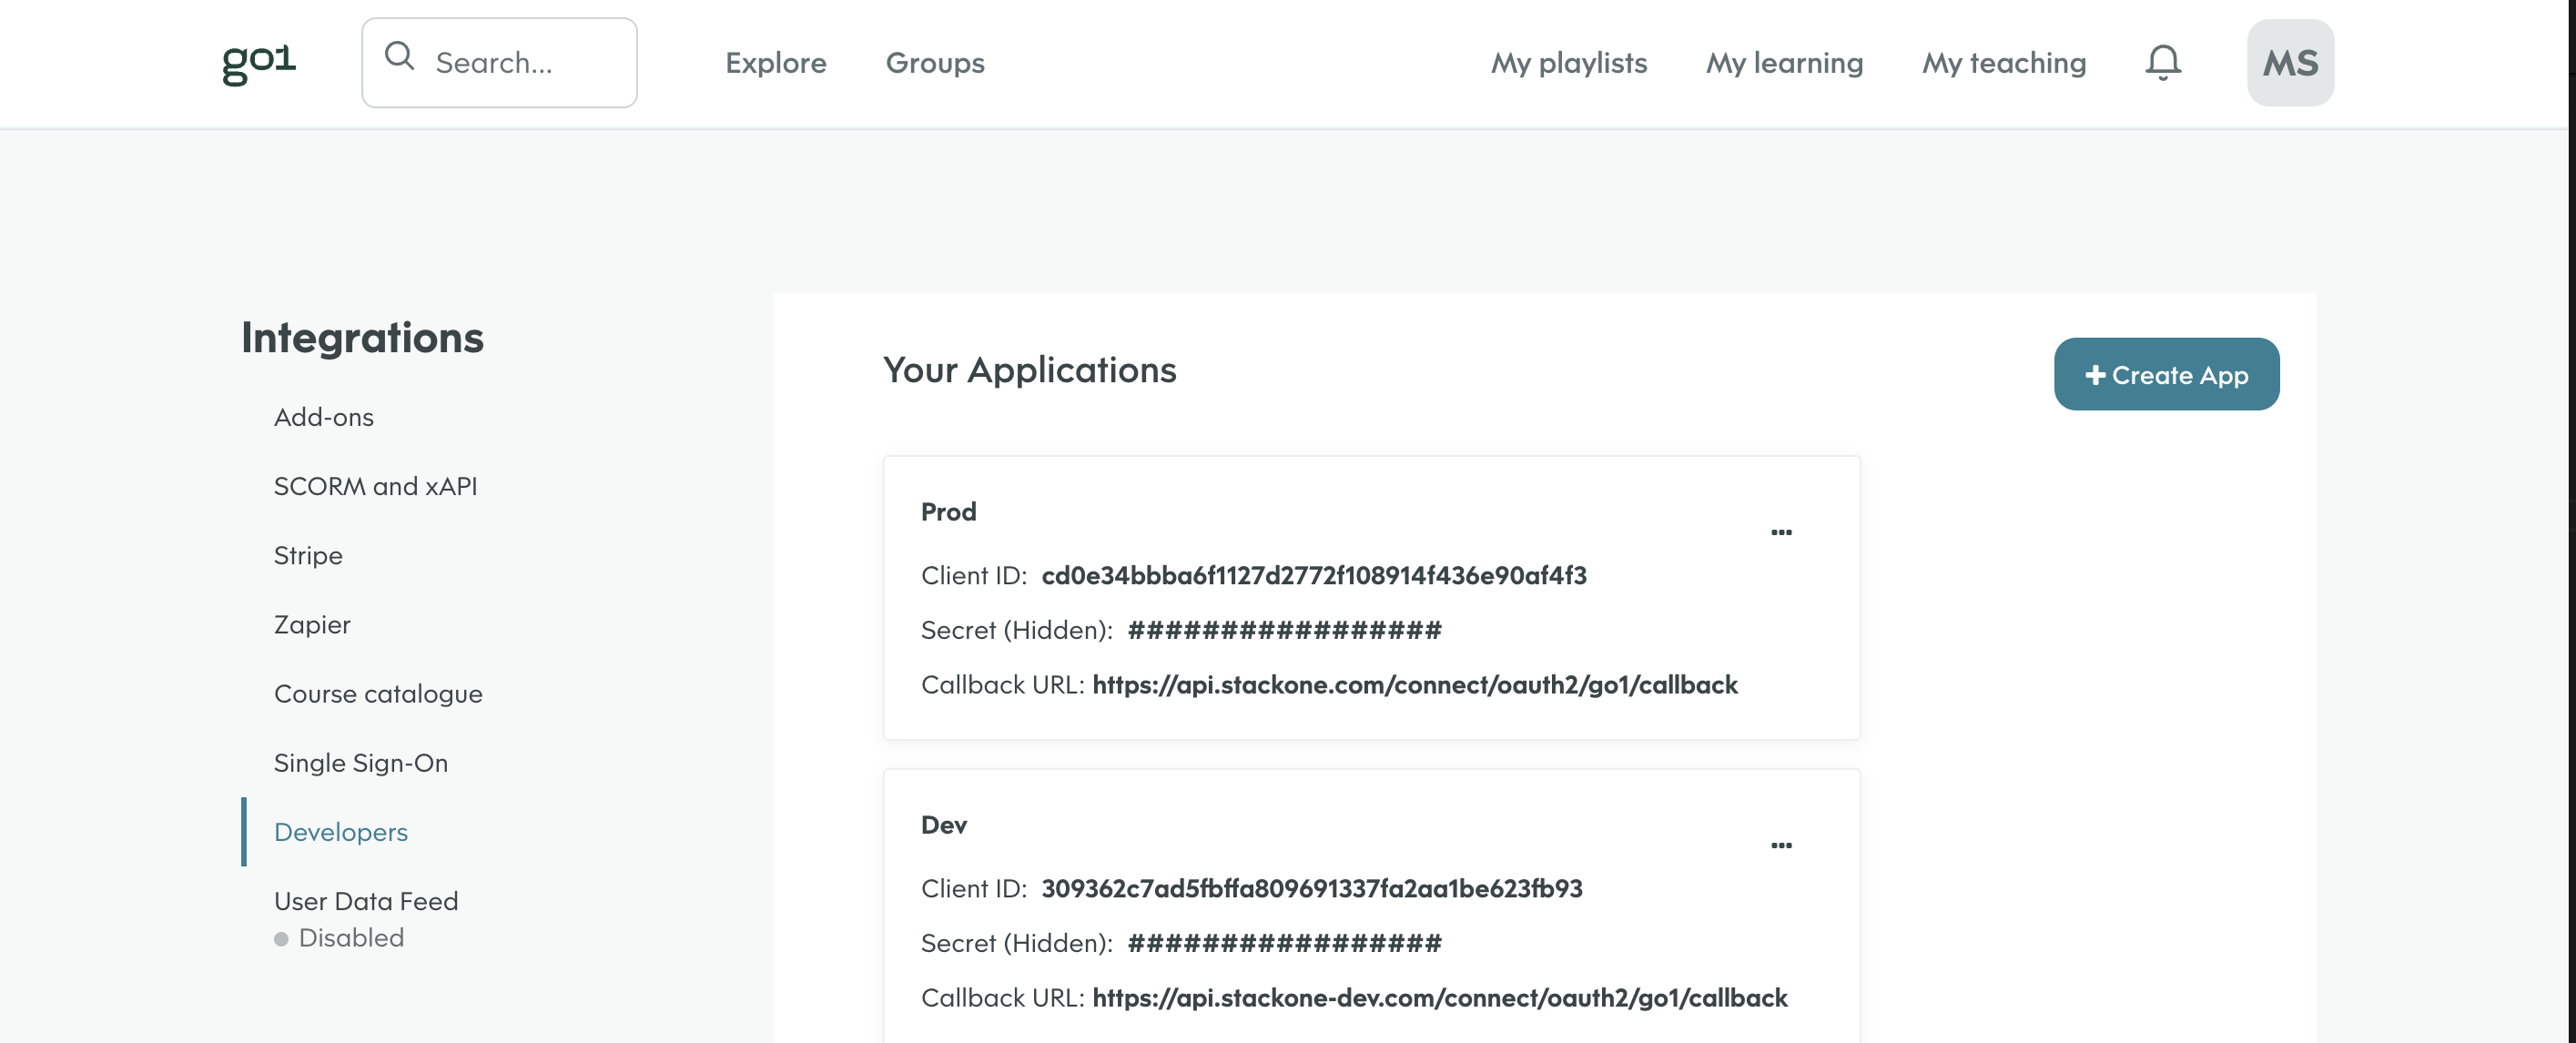 go1
Search...
Explore
Groups
My playlists
My learning
My teaching
MS
Integrations
Add-ons
SCORM and xAPI
Stripe
Zapier
Course catalogue
Single Sign-On
Developers
User Data Feed
Disabled
Your Applications
+ Create App
Prod
...
Client ID: cd0e34bbba6f1127d2772f108914f436e90af4f3
Secret (Hidden): #################
Callback URL: https://api.stackone.com/connect/oauth2/go1/callback
Dev
...
Client ID: 309362c7ad5fbffa809691337fa2aa1be623fb93
Secret (Hidden): #################
Callback URL: https://api.stackone-dev.com/connect/oauth2/go1/callback